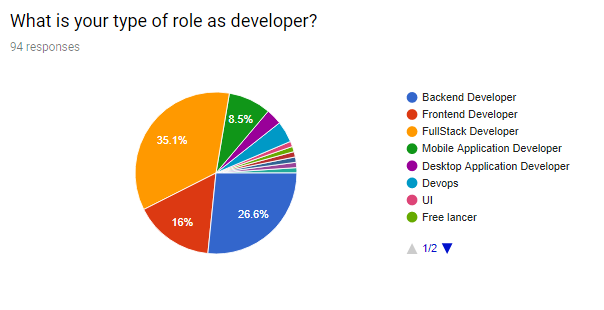 What is your type of role as developer?
94 responses
8.5%
35.1%
16%
26.6%
Backend Developer
Frontend Developer
FullStack Developer
Mobile Application Developer
Desktop Application Developer
Devops
UI
Free lancer
1/2